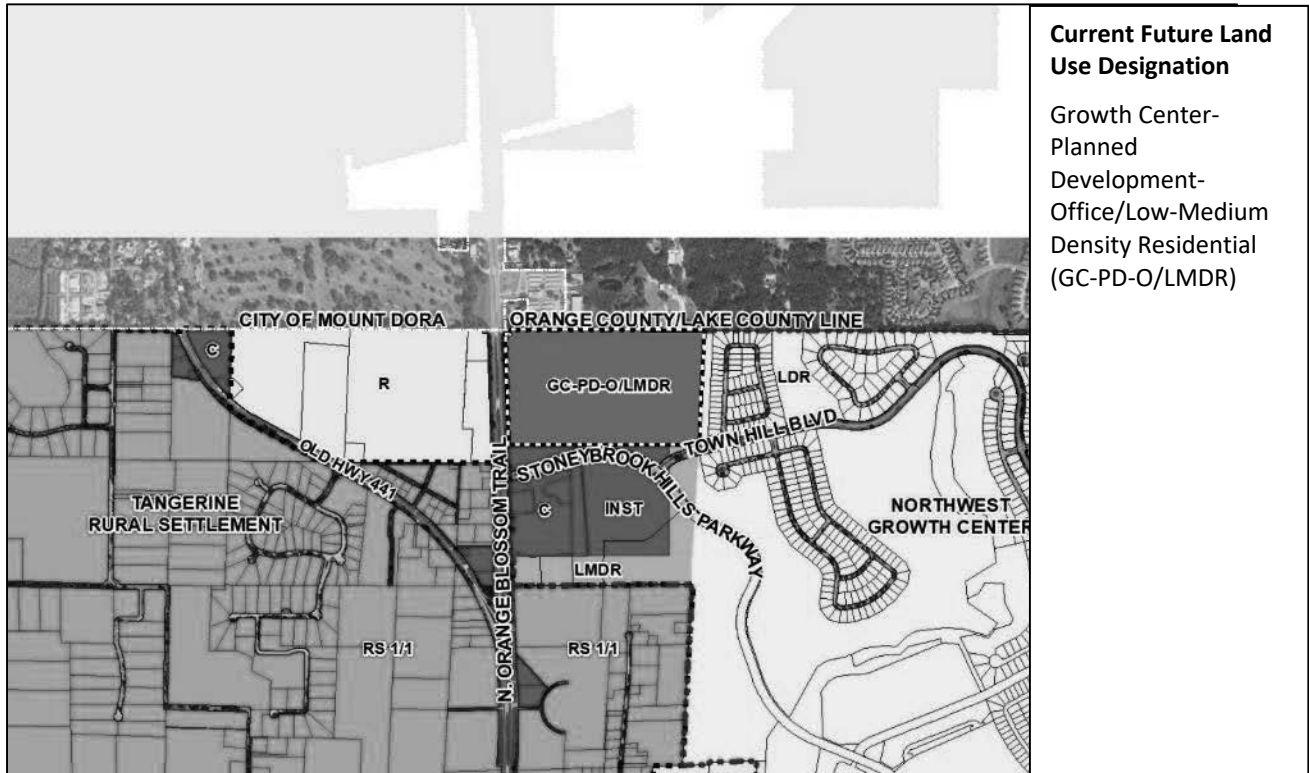 Current Future Land
Use Designation
Growth Center-
Planned
Development-
Office/Low-Medium
Density Residential
(GC-PD-O/LMDR)
CITY OF MOUNT DORA
ORANGE COUNTY/LAKE COUNTY LINE
C
R
GC-PD-O/LMDR
LDR
TOWN HILL BLVD
OLD HWY 441
N. ORANGE BLOSSOM TRAIL
STONEYBROOK HILLS PARKWAY
TANGERINE
RURAL SETTLEMENT
C
INST
NORTHWEST
GROWTH CENTER
LMDR
RS 1/1
RS 1/1